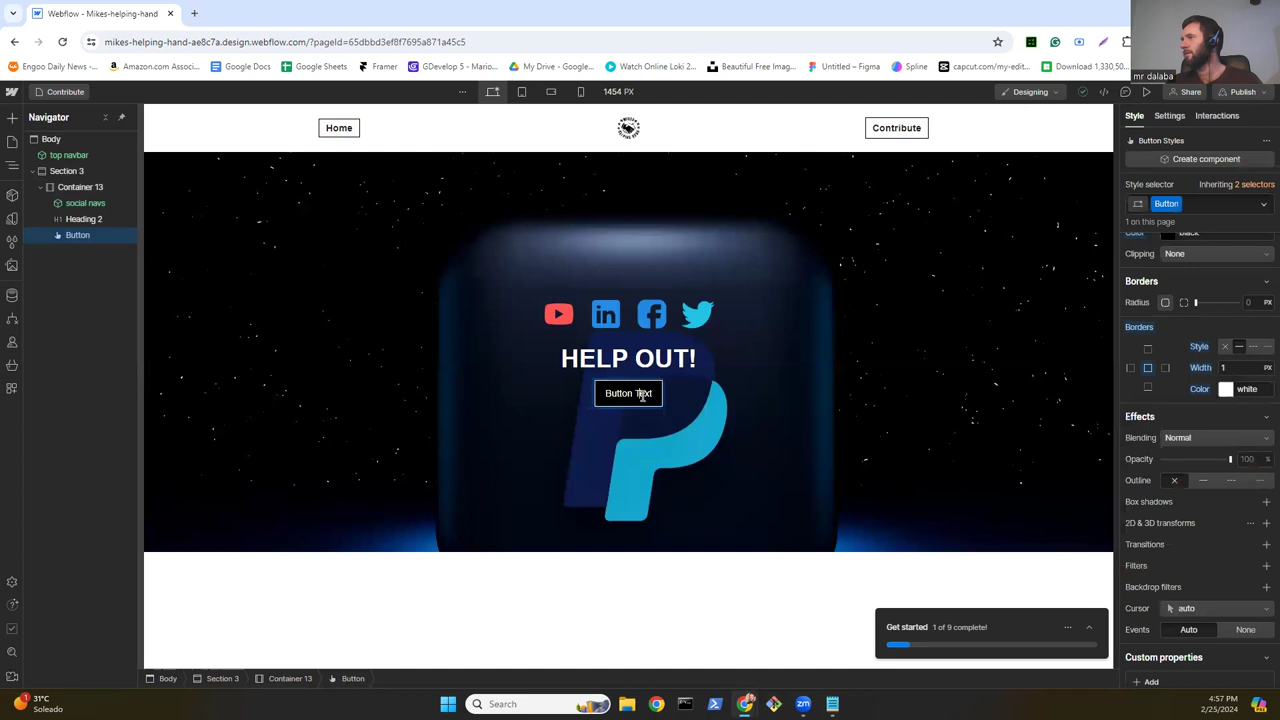 Webflow - Mikes-helping-hand
mikes-helping-hand-ae8c7a.design.webflow.com/?pageId=65dbbd3ef8f7695a871a45c5
Engoo Daily News -...
Amazon.com Associ...
Google Docs
Google Sheets
Framer
GDevelop 5 - Mario...
My Drive - Google...
Watch Online Loki 2...
Beautiful Free Imag...
Untitled – Figma
Spline
capcut.com/my-edit...
Download 1,330,50...
mr dalaba
Contribute
1454 PX
Designing
Share
Publish
Navigator
Body
top navbar
Section 3
Container 13
social navs
H1 Heading 2
Button
Home
Contribute
HELP OUT!
Button Text
Get started 1 of 9 complete!
Style Settings Interactions
Button Styles
Create component
Style selector Inheriting 2 selectors
Button
1 on this page
Color black
Clipping None
Borders
Radius 0 PX
Borders
Style
Width 1 PX
Color white
Effects
Blending Normal
Opacity 100 %
Outline
Box shadows
2D & 3D transforms
Transitions
Filters
Backdrop filters
Cursor auto
Events Auto None
Custom properties
Add
Body Section 3 Container 13 Button
31°C
Soleado
Search
4:57 PM
2/25/2024